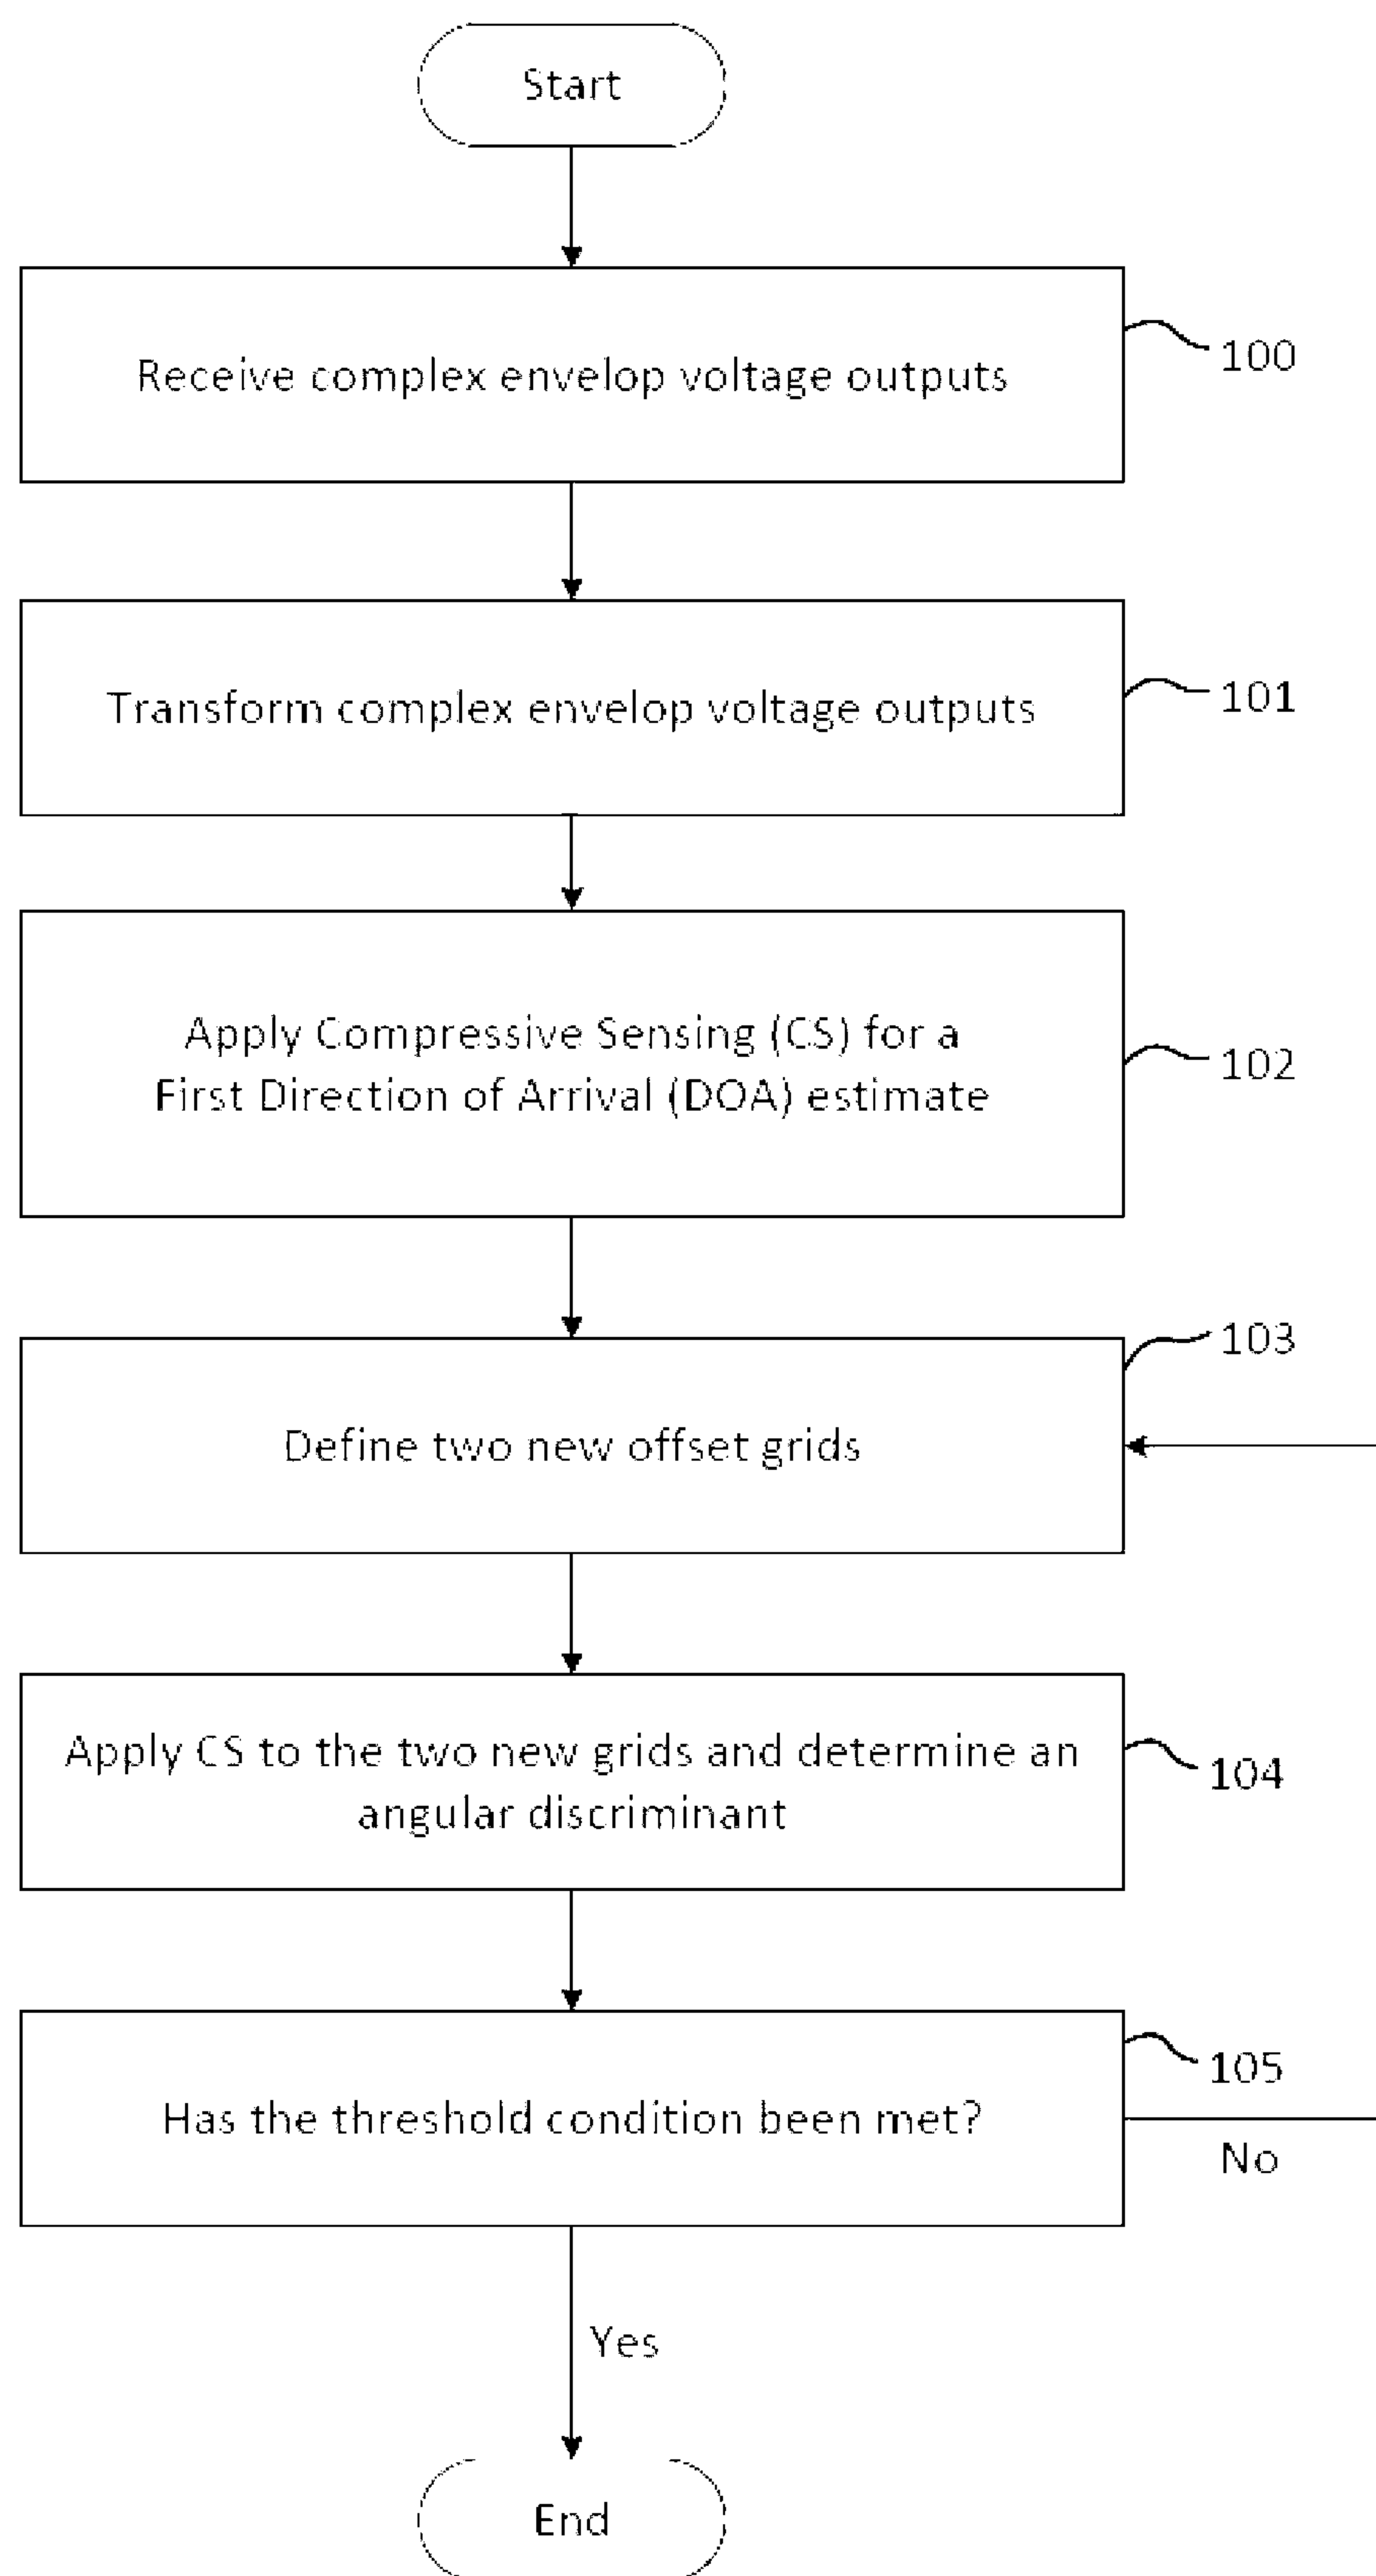 Start
Receive complex envelop voltage outputs
100
Transform complex envelop voltage outputs
101
Apply Compressive Sensing (CS) for a
First Direction of Arrival (DOA) estimate
102
103
Define two new offset grids
Apply CS to the two new grids and determine an
angular discriminant
104
105
Has the threshold condition been met?
No
Yes
End